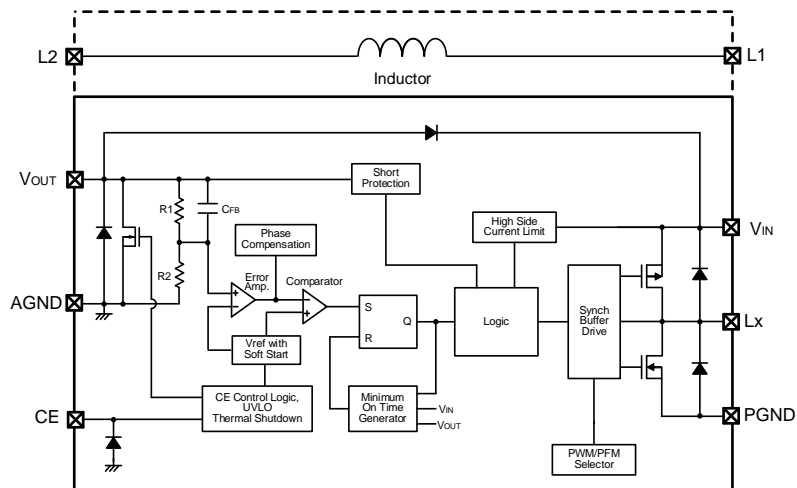 L2
L1
Inductor
VOUT
Short
Protection
R1
CFB
High Side
Current Limit
VIN
Phase
Compensation
R2
Error
Amp.
Comparator
AGND
S
Q
R
Logic
Synch
Buffer
Drive
Lx
Vref with
Soft Start
CE Control Logic,
UVLO
Thermal Shutdown
Minimum
On Time
Generator
VIN
VOUT
CE
PGND
PWM/PFM
Selector